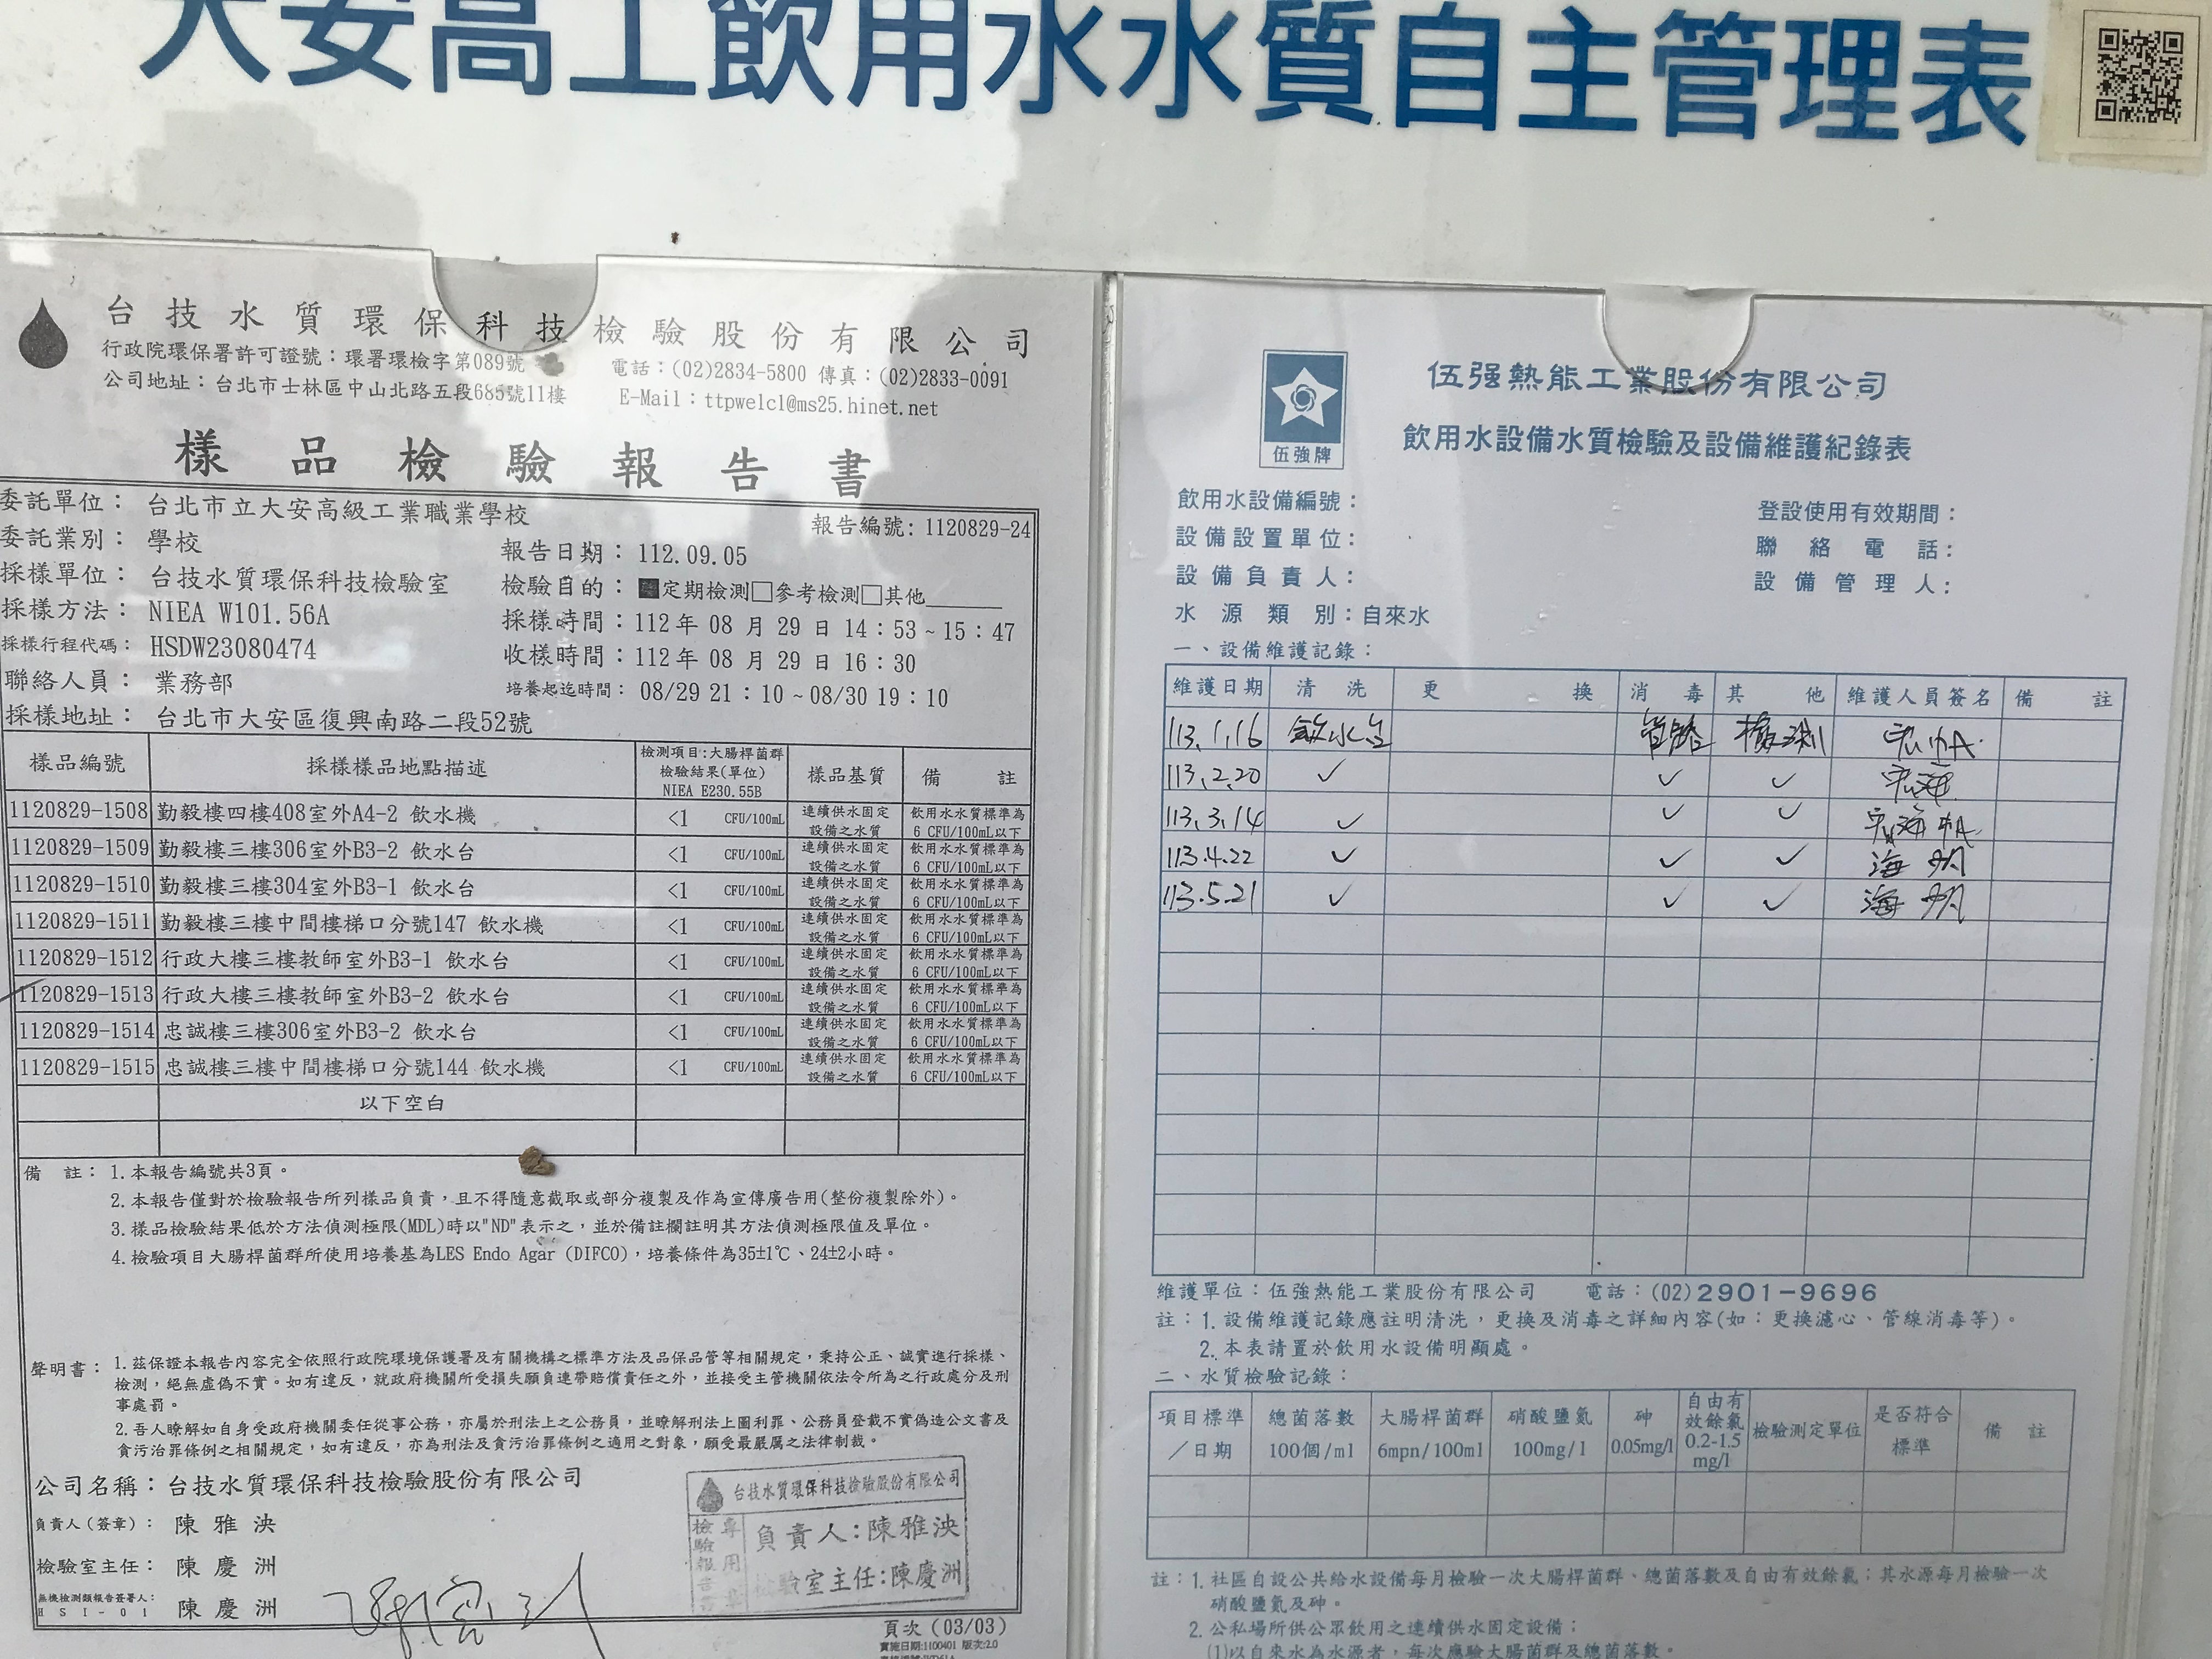 大安高工飲用水水質自主管理表
台技水質環保科技檢驗股份有限公司
行政院環保署許可證號：環署環檢字第089號
電話：(02)2834-5800 傳真：(02)2833-0091
公司地址：台北市士林區中山北路五段685號11樓
E-Mail：ttpwelcl@ms25.hinet.net
樣品檢驗報告書
委託單位：台北市立大安高級工業職業學校
報告編號：1120829-24
委託業別：學校
報告日期：112.09.05
採樣單位：台技水質環保科技檢驗室
檢驗目的：■定期檢測□參考檢測□其他
採樣方法：NIEA W101.56A
採樣時間：112年 08 月 29 日 14：53~15：47
採樣行程代碼：HSDW23080474
收樣時間：112年 08 月 29 日 16：30
聯絡人員：業務部
培養起迄時間：08/29 21：10~08/30 19：10
採樣地址：台北市大安區復興南路二段52號
樣品編號 採樣樣品地點描述 檢測項目:大腸桿菌群 檢驗結果(單位) NIEA E230.55B 樣品基質 備註
1120829-1508 勤毅樓四樓408室外A4-2 飲水機 <1 CFU/100mL 連續供水固定設備之水質 飲用水水質標準為6 CFU/100mL以下
1120829-1509 勤毅樓三樓306室外B3-2 飲水台 <1 CFU/100mL 連續供水固定設備之水質 飲用水水質標準為6 CFU/100mL以下
1120829-1510 勤毅樓三樓304室外B3-1 飲水台 <1 CFU/100mL 連續供水固定設備之水質 飲用水水質標準為6 CFU/100mL以下
1120829-1511 勤毅樓三樓中間樓梯口分號147 飲水機 <1 CFU/100mL 連續供水固定設備之水質 飲用水水質標準為6 CFU/100mL以下
1120829-1512 行政大樓三樓教師室外B3-1 飲水台 <1 CFU/100mL 連續供水固定設備之水質 飲用水水質標準為6 CFU/100mL以下
1120829-1513 行政大樓三樓教師室外B3-2 飲水台 <1 CFU/100mL 連續供水固定設備之水質 飲用水水質標準為6 CFU/100mL以下
1120829-1514 忠誠樓三樓306室外B3-2 飲水台 <1 CFU/100mL 連續供水固定設備之水質 飲用水水質標準為6 CFU/100mL以下
1120829-1515 忠誠樓三樓中間樓梯口分號144 飲水機 <1 CFU/100mL 連續供水固定設備之水質 飲用水水質標準為6 CFU/100mL以下
以下空白
備註：1.本報告編號共3頁。
2.本報告僅對於檢驗報告所列樣品負責，且不得隨意截取或部分複製及作為宣傳廣告用(整份複製除外)。
3.樣品檢驗結果低於方法偵測極限(MDL)時以"ND"表示之，並於備註欄註明其方法偵測極限值及單位。
4.檢驗項目大腸桿菌群所使用培養基為LES Endo Agar (DIFCO)，培養條件為35±1℃、24±2小時。
聲明書：1.茲保證本報告內容完全依照行政院環境保護署及有關機構之標準方法及品保品管等相關規定，秉持公正、誠實進行採樣、
檢測，絕無虛偽不實。如有違反，就政府機關所受損失願負連帶賠償責任之外，並接受主管機關依法令所為之行政處分及刑
事處罰。
2.吾人瞭解如自身受政府機關委任從事公務，亦屬於刑法上之公務員，並瞭解刑法上圖利罪、公務員登載不實偽造公文書及
貪污治罪條例之相關規定，如有違反，亦為刑法及貪污治罪條例之適用之對象，願受最嚴厲之法律制裁。
公司名稱：台技水質環保科技檢驗股份有限公司
負責人(簽章)：陳雅泱
檢驗室主任：陳慶洲
無機檢測類報告簽署人：
HSI-01 陳慶洲
台技水質環保科技檢驗股份有限公司
檢驗報告專用章
負責人：陳雅泱
檢驗室主任：陳慶洲
頁次 (03/03)
實施日期:1100401 版次:2.0
伍強牌
伍強熱能工業股份有限公司
飲用水設備水質檢驗及設備維護紀錄表
飲用水設備編號：
登設使用有效期間：
設備設置單位：
聯絡電話：
設備負責人：
設備管理人：
水源類別：自來水
一、設備維護記錄：
維護日期 清洗 更換 消毒 其他 維護人員簽名 備註
113.1.16 飲水台 管路 檢測
113.2.20 ✓ ✓ ✓
113.3.14 ✓ ✓ ✓
113.4.22 ✓ ✓ ✓ 海明
113.5.21 ✓ ✓ ✓ 海明
維護單位：伍強熱能工業股份有限公司 電話：(02)2901-9696
註：1.設備維護記錄應註明清洗，更換及消毒之詳細內容(如：更換濾心、管線消毒等)。
2.本表請置於飲用水設備明顯處。
二、水質檢驗記錄：
項目標準／日期 總菌落數 100個/ml 大腸桿菌群 6mpn/100ml 硝酸鹽氮 100mg/l 砷 0.05mg/l 自由有效餘氯 0.2-1.5 mg/l 檢驗測定單位 是否符合標準 備註
註：1.社區自設公共給水設備每月檢驗一次大腸桿菌群、總菌落數及自由有效餘氯；其水源每月檢驗一次
硝酸鹽氮及砷。
2.公私場所供公眾飲用之連續供水固定設備；
(1)以自來水為水源者，每次應驗大腸菌群及總菌落數。